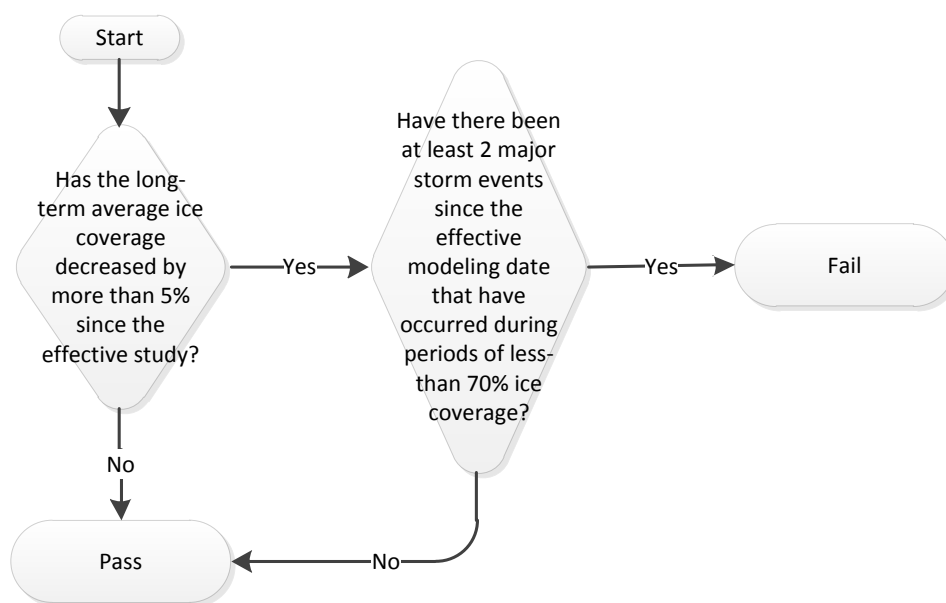 Start
Has the long-
term average ice
coverage
decreased by
more than 5%
since the
effective study?
Yes
Have there been
at least 2 major
storm events
since the
effective
modeling date
that have
occurred during
periods of less-
than 70% ice
coverage?
Yes
Fail
No
Pass
No